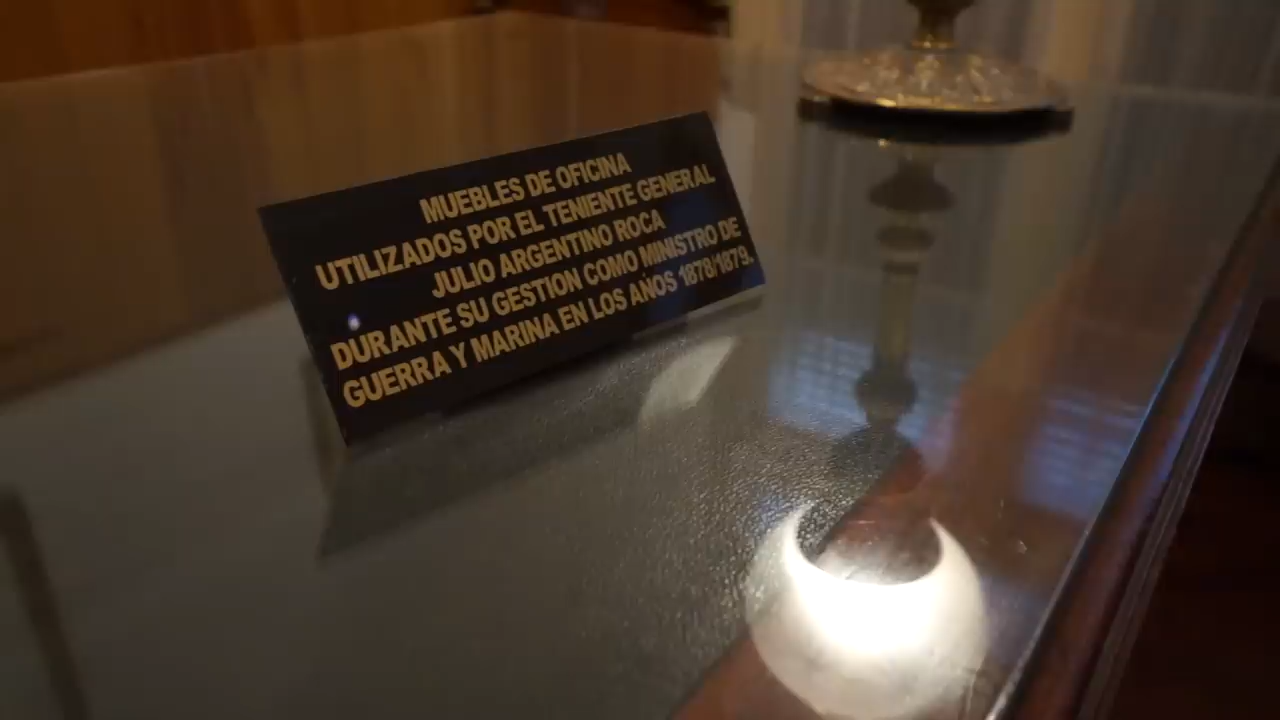 MUEBLES DE OFICINA
UTILIZADOS POR EL TENIENTE GENERAL
JULIO ARGENTINO ROCA
DURANTE SU GESTION COMO MINISTRO DE
GUERRA Y MARINA EN LOS AÑOS 1878/1879.